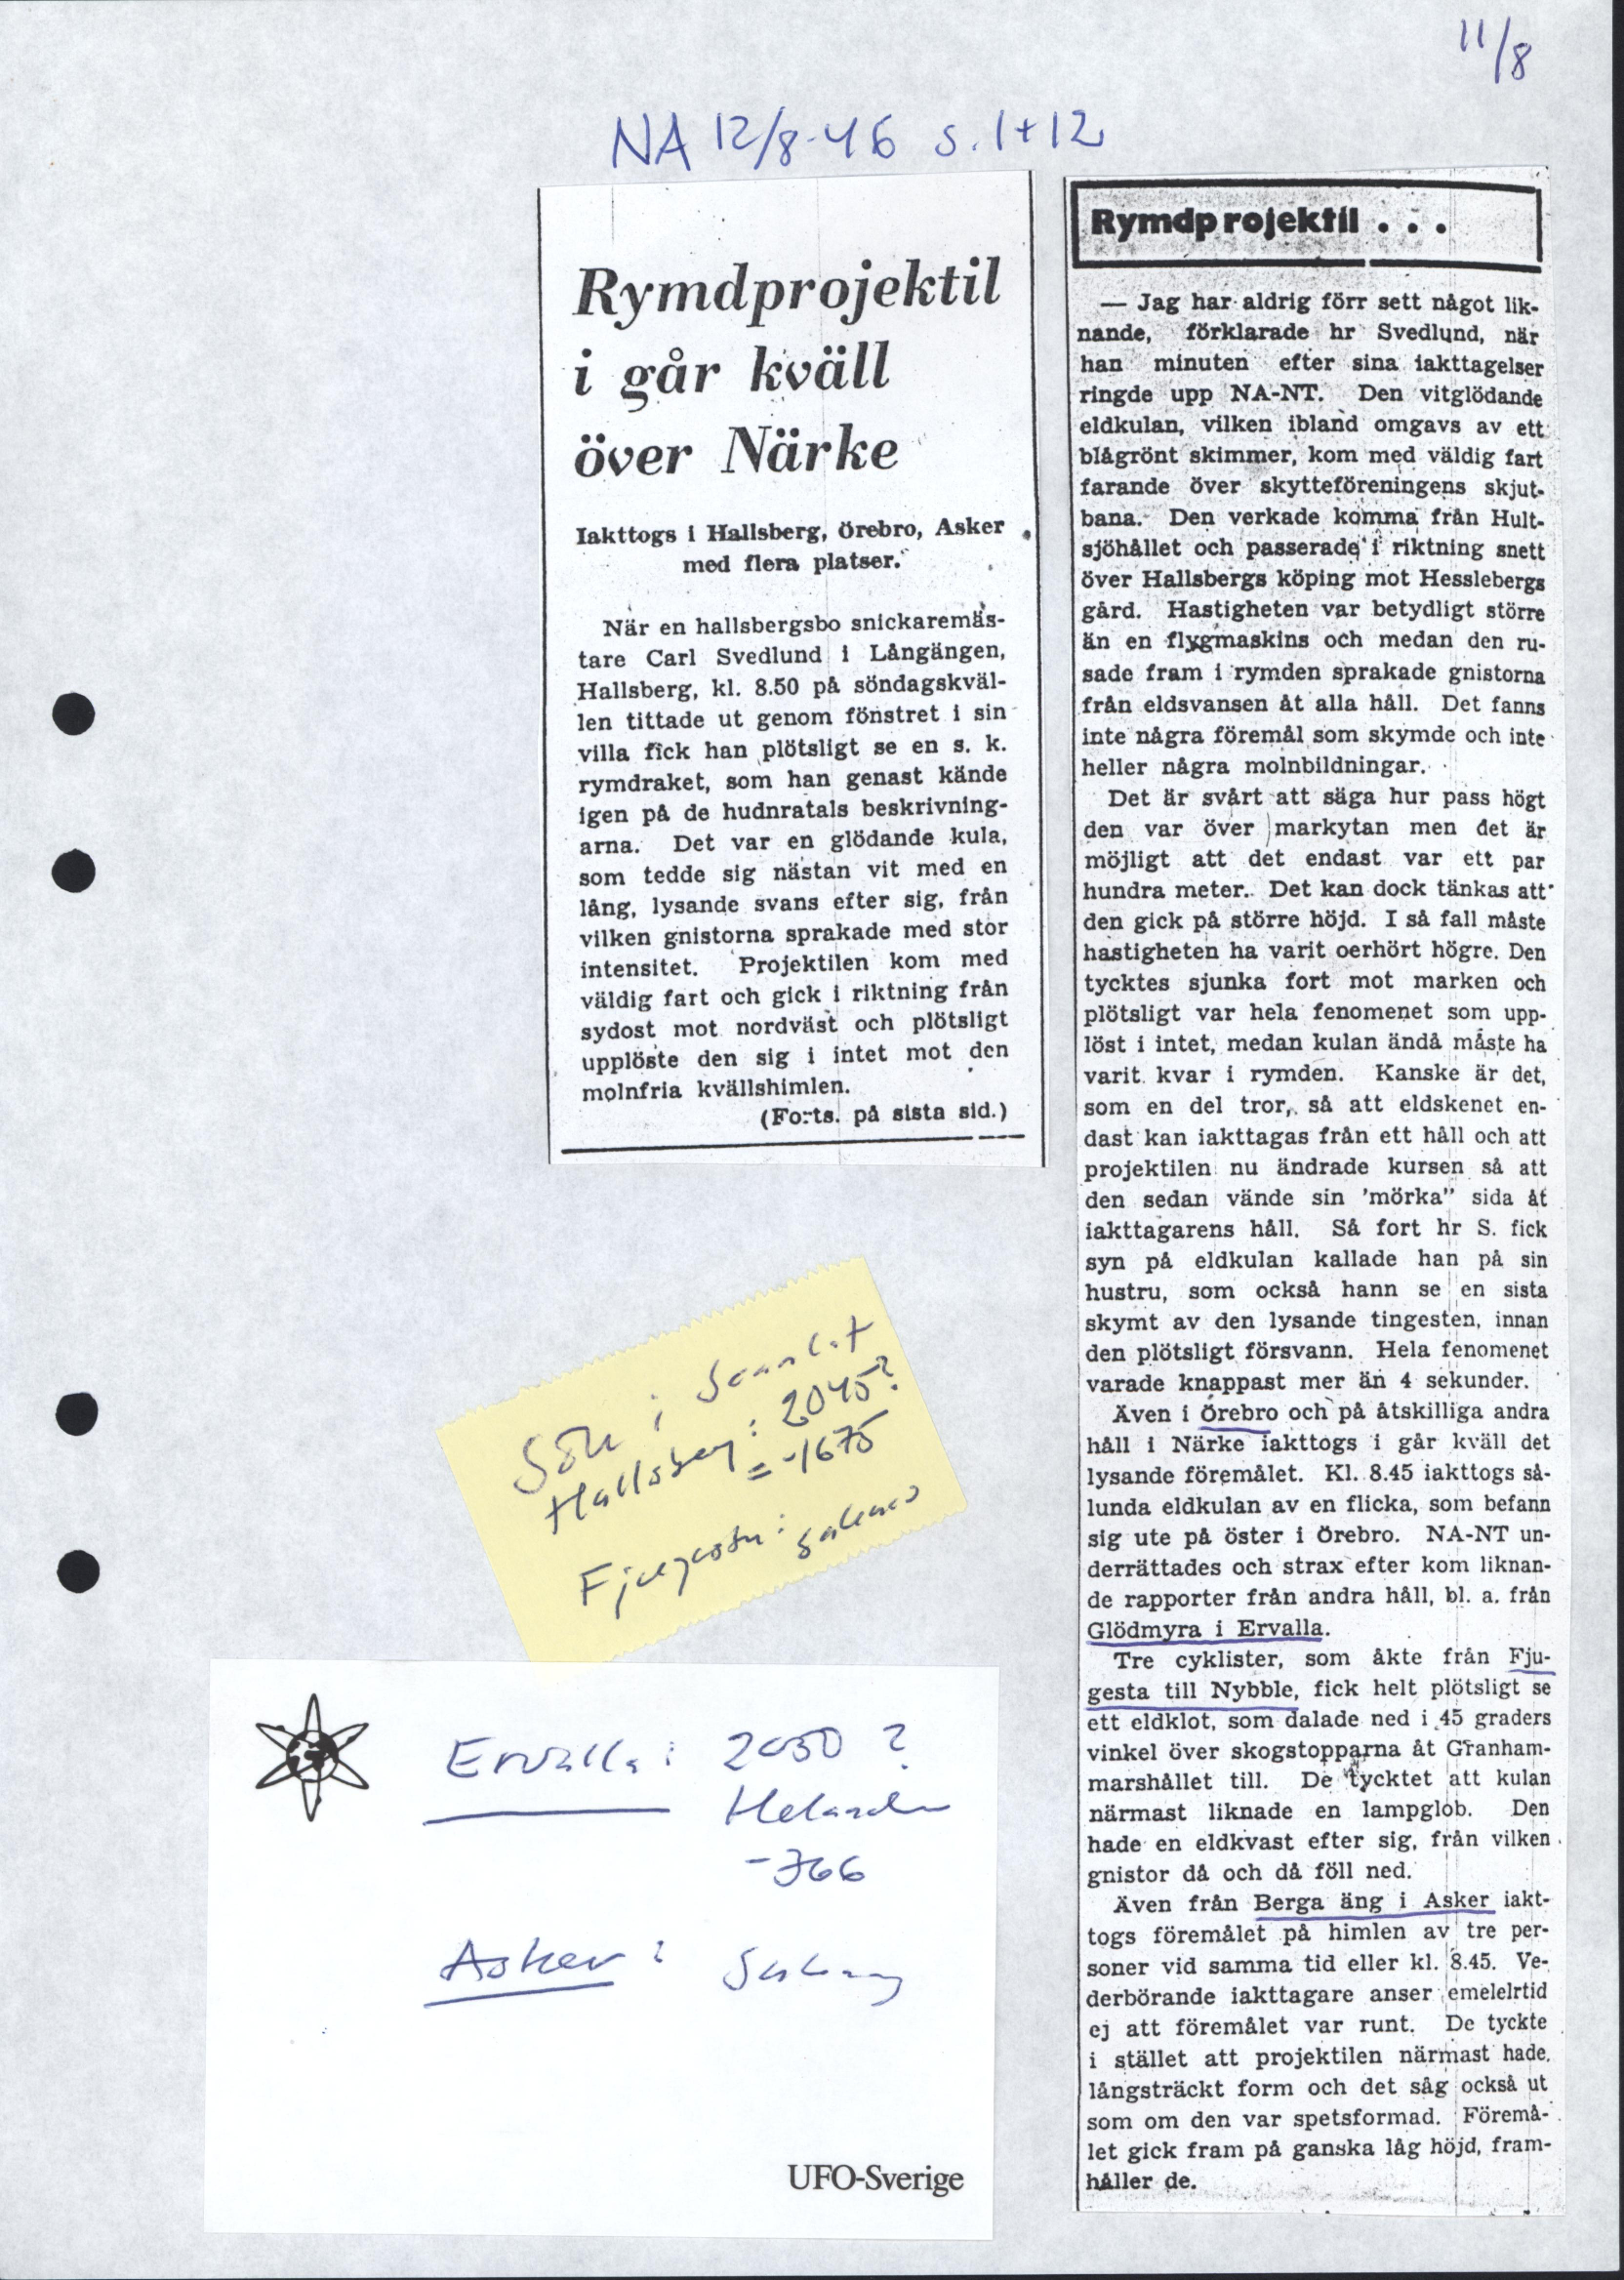 11/8
NA 12/8-46 s. 1+12
Rymdprojektil
i går kväll
över Närke
Iakttogs i Hallsberg, Örebro, Asker
med flera platser.
När en hallsbergsbo snickaremäs-
tare Carl Svedlund i Långängen,
Hallsberg, kl. 8.50 på söndagskväl-
len tittade ut genom fönstret i sin
villa fick han plötsligt se en s. k.
rymdraket, som han genast kände
igen på de hudnratals beskrivning-
arna. Det var en glödande kula,
som tedde sig nästan vit med en
lång, lysande svans efter sig, från
vilken gnistorna sprakade med stor
intensitet. Projektilen kom med
väldig fart och gick i riktning från
sydost mot nordväst och plötsligt
upplöste den sig i intet mot den
molnfria kvällshimlen.
(Forts. på sista sid.)
Rymdprojektil . . .
— Jag har aldrig förr sett något lik-
nande, förklarade hr Svedlund, när
han minuten efter sina iakttagelser
ringde upp NA-NT. Den vitglödande
eldkulan, vilken ibland omgavs av ett
blågrönt skimmer, kom med väldig fart
farande över skytteföreningens skjut-
bana. Den verkade komma från Hult-
sjöhållet och passerade i riktning snett
över Hallsbergs köping mot Hesslebergs
gård. Hastigheten var betydligt större
än en flygmaskins och medan den ru-
sade fram i rymden sprakade gnistorna
från eldsvansen åt alla håll. Det fanns
inte några föremål som skymde och inte
heller några molnbildningar.
Det är svårt att säga hur pass högt
den var över markytan men det är
möjligt att det endast var ett par
hundra meter. Det kan dock tänkas att
den gick på större höjd. I så fall måste
hastigheten ha varit oerhört högre. Den
tycktes sjunka fort mot marken och
plötsligt var hela fenomenet som upp-
löst i intet, medan kulan ändå måste ha
varit kvar i rymden. Kanske är det,
som en del tror, så att eldskenet en-
dast kan iakttagas från ett håll och att
projektilen nu ändrade kursen så att
den sedan vände sin 'mörka" sida åt
iakttagarens håll. Så fort hr S. fick
syn på eldkulan kallade han på sin
hustru, som också hann se en sista
skymt av den lysande tingesten, innan
den plötsligt försvann. Hela fenomenet
varade knappast mer än 4 sekunder.
Även i Örebro och på åtskilliga andra
håll i Närke iakttogs i går kväll det
lysande föremålet. Kl. 8.45 iakttogs så-
lunda eldkulan av en flicka, som befann
sig ute på öster i Örebro. NA-NT un-
derrättades och strax efter kom liknan-
de rapporter från andra håll, bl. a. från
Glödmyra i Ervalla.
Tre cyklister, som åkte från Fju-
gesta till Nybble, fick helt plötsligt se
ett eldklot, som dalade ned i 45 graders
vinkel över skogstopparna åt Granham-
marshållet till. De tycktet att kulan
närmast liknade en lampglob. Den
hade en eldkvast efter sig, från vilken
gnistor då och då föll ned.
Även från Berga äng i Asker iakt-
togs föremålet på himlen av tre per-
soner vid samma tid eller kl. 8.45. Ve-
derbörande iakttagare anser emelelrtid
ej att föremålet var runt. De tyckte
i stället att projektilen närmast hade
långsträckt form och det såg också ut
som om den var spetsformad. Föremå-
let gick fram på ganska låg höjd, fram-
håller de.
Sök i
Hallsberg: 2045?
= -1675
Fjugesta: saknas
Ervalla: 2050 ?
-366
Asker:
UFO-Sverige